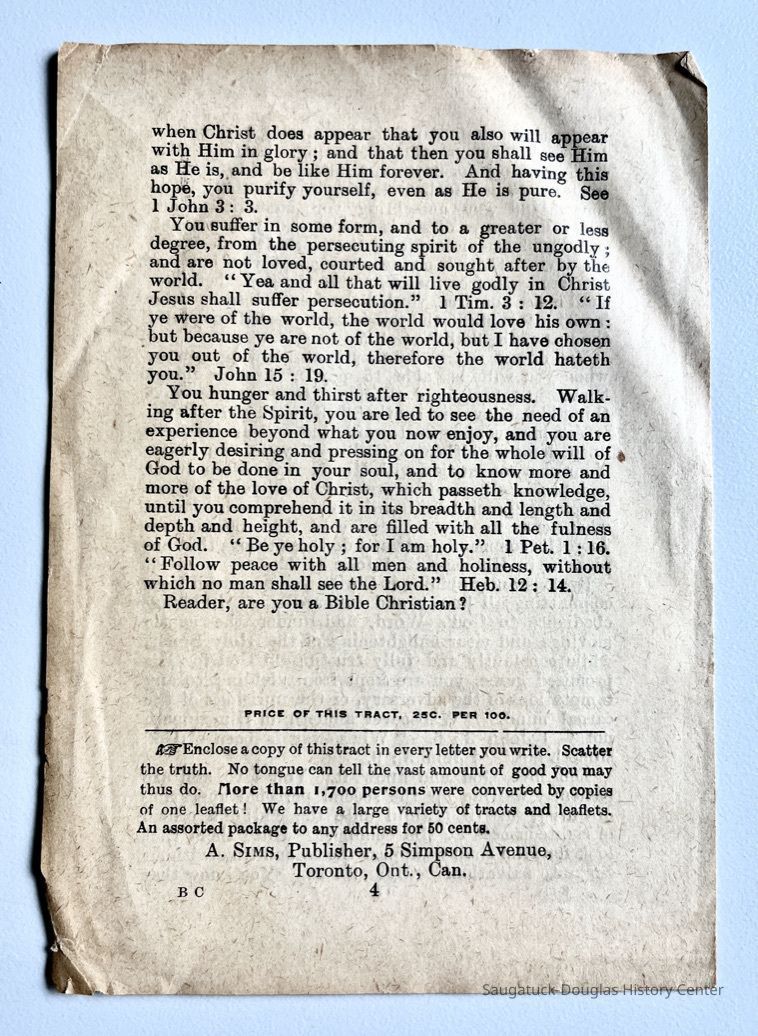 when Christ does appear that you also will appear
with Him in glory ; and that then you shall see Him
as He is, and be like Him forever. And having this
hope, you purify yourself, even as He is pure. See
1 John 3 : 3.
You suffer in some form, and to a greater or less
degree, from the persecuting spirit of the ungodly ;
and are not loved, courted and sought after by the
world. “ Yea and all that will live godly in Christ
Jesus shall suffer persecution.” 1 Tim. 3 : 12. “ If
ye were of the world, the world would love his own :
but because ye are not of the world, but I have chosen
you out of the world, therefore the world hateth
you.” John 15 : 19.
You hunger and thirst after righteousness. Walk-
ing after the Spirit, you are led to see the need of an
experience beyond what you now enjoy, and you are
eagerly desiring and pressing on for the whole will of
God to be done in your soul, and to know more and
more of the love of Christ, which passeth knowledge,
until you comprehend it in its breadth and length and
depth and height, and are filled with all the fulness
of God. “ Be ye holy ; for I am holy.” 1 Pet. 1 : 16.
“ Follow peace with all men and holiness, without
which no man shall see the Lord.” Heb. 12 : 14.
Reader, are you a Bible Christian ?
PRICE OF THIS TRACT, 25C. PER 100.
☞ Enclose a copy of this tract in every letter you write. Scatter
the truth. No tongue can tell the vast amount of good you may
thus do. More than 1,700 persons were converted by copies
of one leaflet ! We have a large variety of tracts and leaflets.
An assorted package to any address for 50 cents.
A. SIMS, Publisher, 5 Simpson Avenue,
Toronto, Ont., Can.
B C 4
Saugatuck-Douglas History Center